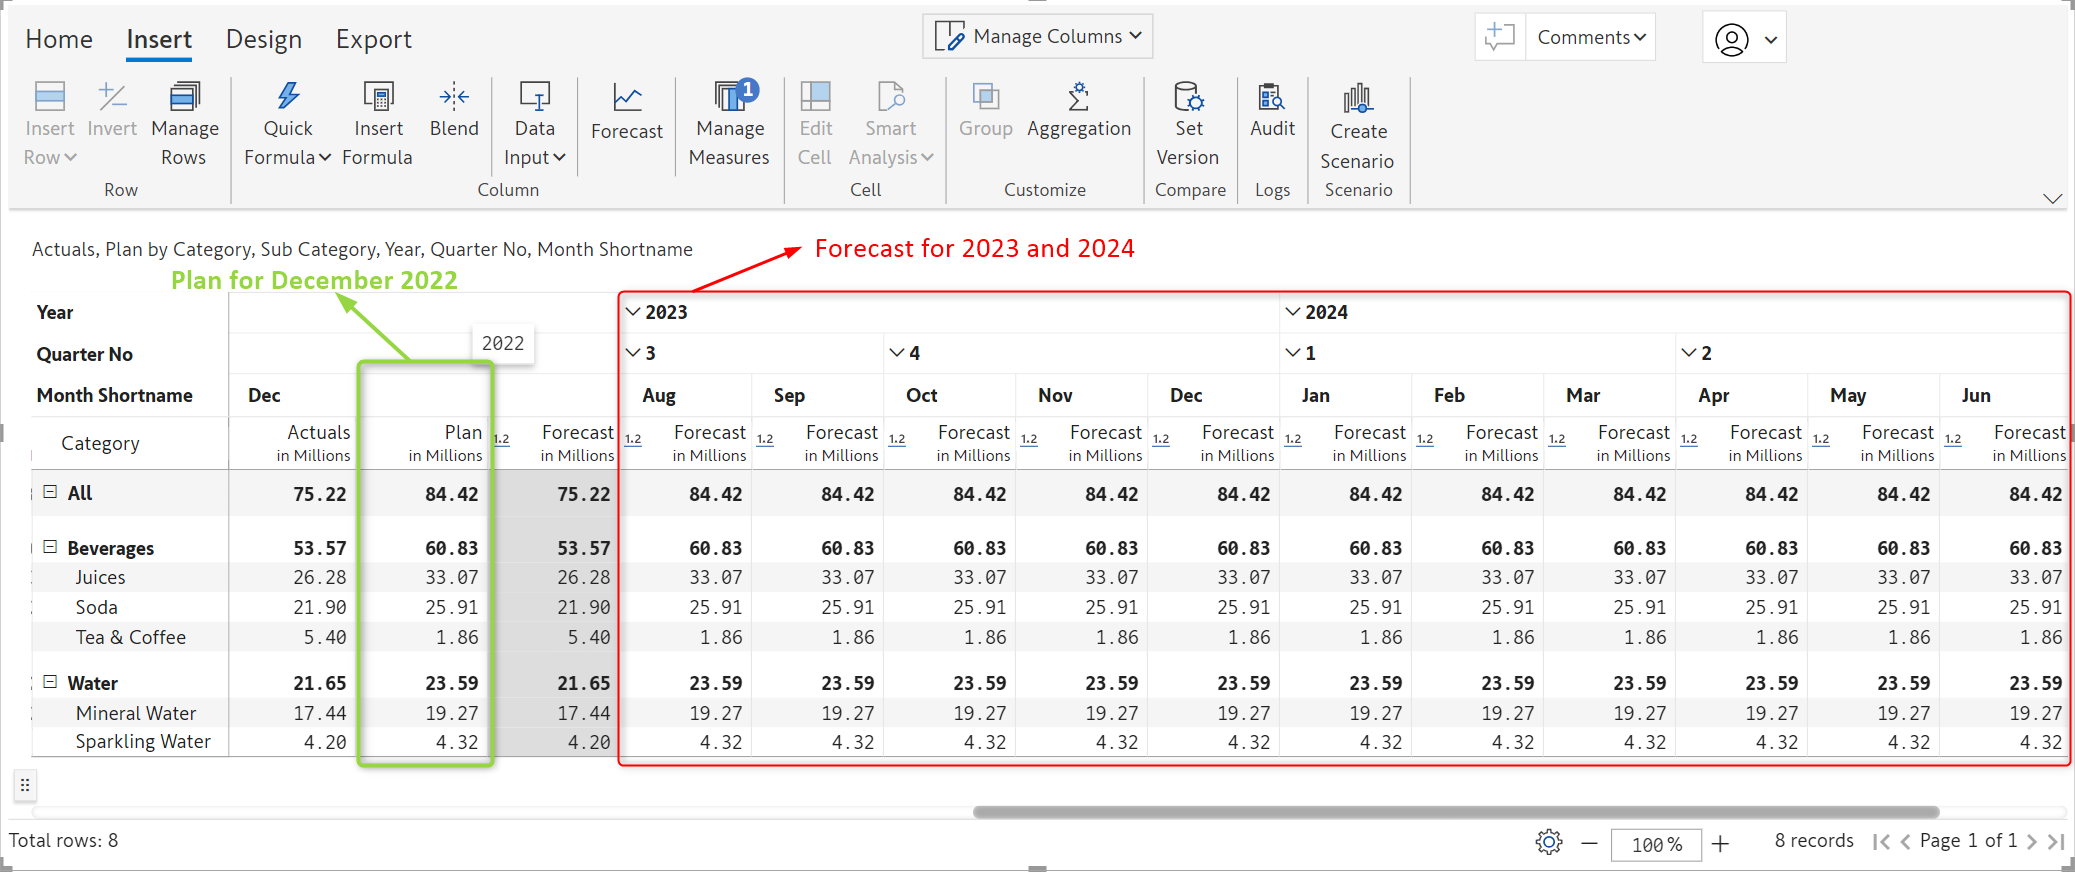 Home Insert Design Export Manage Columns Comments
Insert Row Invert Manage Rows Quick Formula Insert Formula Blend Data Input Forecast 1 Manage Measures Edit Cell Smart Analysis Group Aggregation Set Version Audit Create Scenario
Row Column Cell Customize Compare Logs Scenario
Actuals, Plan by Category, Sub Category, Year, Quarter No, Month Shortname
Forecast for 2023 and 2024
Plan for December 2022
Year 2023 2024
2022
Quarter No 3 4 1 2
Month Shortname Dec Aug Sep Oct Nov Dec Jan Feb Mar Apr May Jun
Category Actuals Plan 1.2 Forecast 1.2 Forecast 1.2 Forecast 1.2 Forecast 1.2 Forecast 1.2 Forecast 1.2 Forecast 1.2 Forecast 1.2 Forecast 1.2 Forecast 1.2 Forecast 1.2 Forecast
in Millions in Millions in Millions in Millions in Millions in Millions in Millions in Millions in Millions in Millions in Millions in Millions in Millions in Millions
All 75.22 84.42 75.22 84.42 84.42 84.42 84.42 84.42 84.42 84.42 84.42 84.42 84.42 84.42
Beverages 53.57 60.83 53.57 60.83 60.83 60.83 60.83 60.83 60.83 60.83 60.83 60.83 60.83 60.83
Juices 26.28 33.07 26.28 33.07 33.07 33.07 33.07 33.07 33.07 33.07 33.07 33.07 33.07 33.07
Soda 21.90 25.91 21.90 25.91 25.91 25.91 25.91 25.91 25.91 25.91 25.91 25.91 25.91 25.91
Tea & Coffee 5.40 1.86 5.40 1.86 1.86 1.86 1.86 1.86 1.86 1.86 1.86 1.86 1.86 1.86
Water 21.65 23.59 21.65 23.59 23.59 23.59 23.59 23.59 23.59 23.59 23.59 23.59 23.59 23.59
Mineral Water 17.44 19.27 17.44 19.27 19.27 19.27 19.27 19.27 19.27 19.27 19.27 19.27 19.27 19.27
Sparkling Water 4.20 4.32 4.20 4.32 4.32 4.32 4.32 4.32 4.32 4.32 4.32 4.32 4.32 4.32
Total rows: 8 100 % 8 records Page 1 of 1